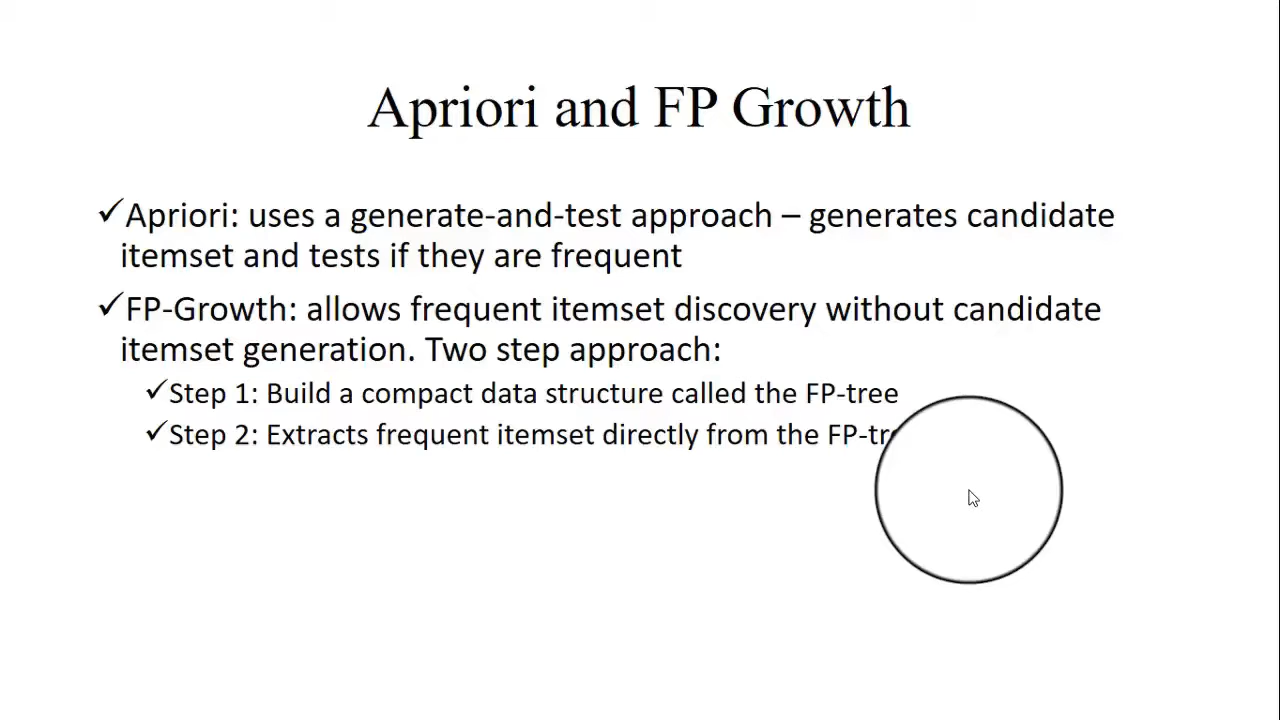 Apriori and FP Growth
✓Apriori: uses a generate-and-test approach – generates candidate
itemset and tests if they are frequent
✓FP-Growth: allows frequent itemset discovery without candidate
itemset generation. Two step approach:
✓Step 1: Build a compact data structure called the FP-tree
✓Step 2: Extracts frequent itemset directly from the